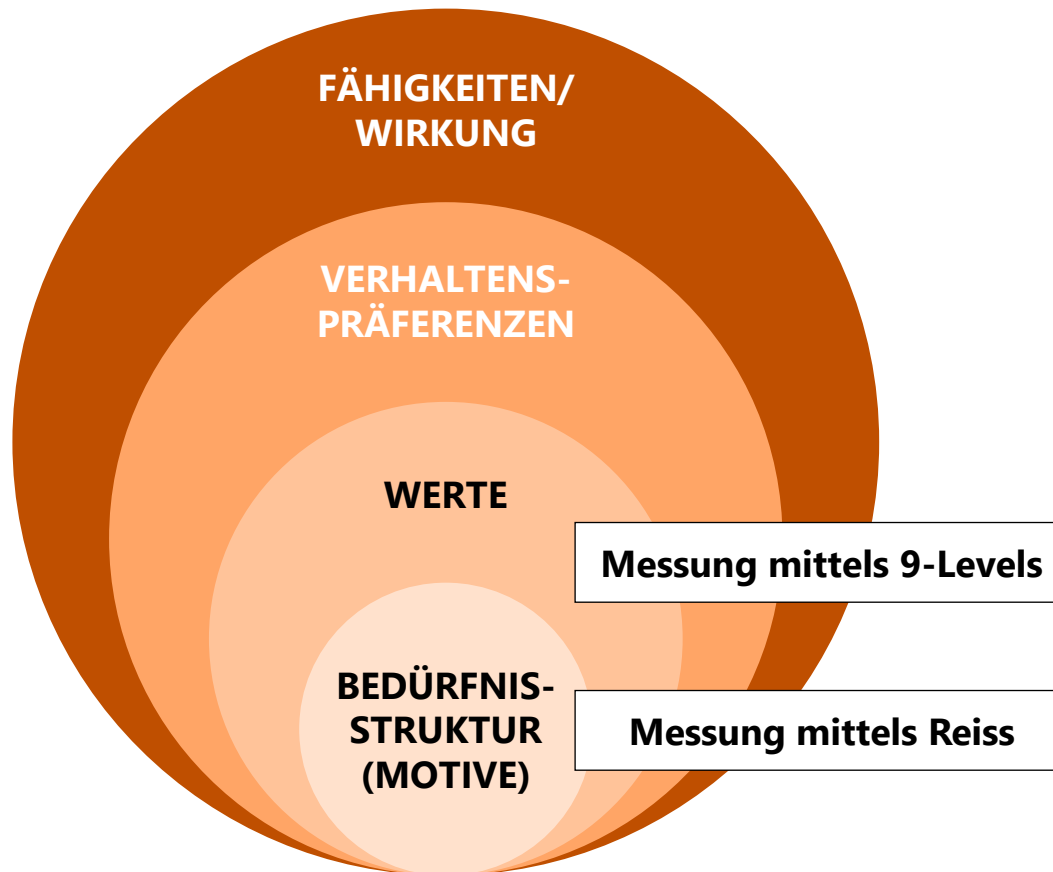 FÄHIGKEITEN/
WIRKUNG
VERHALTENS-
PRÄFERENZEN
WERTE
Messung mittels 9-Levels
BEDÜRFNIS-
STRUKTUR
(MOTIVE)
Messung mittels Reiss